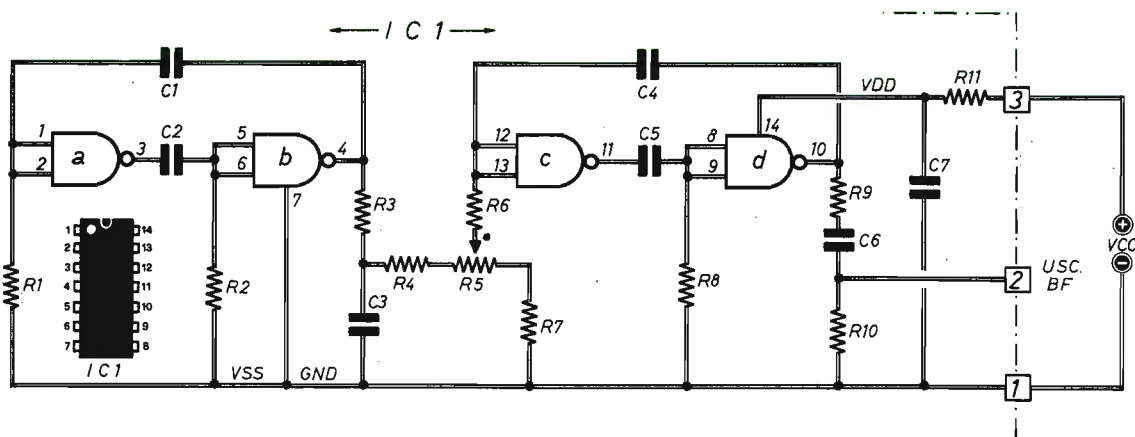 I C 1
C1
C4
VDD
R11
3
1
2
a
3
C2
5
6
b
4
7
12
13
c
11
C5
8
9
d
14
10
C7
R3
R6
R9
C6
VCC
1 14
2 13
3 12
4 11
5 10
6 9
7 8
IC1
R1
R2
C3
R4
R5
R7
R8
R10
2
USC.
BF
VSS
GND
1